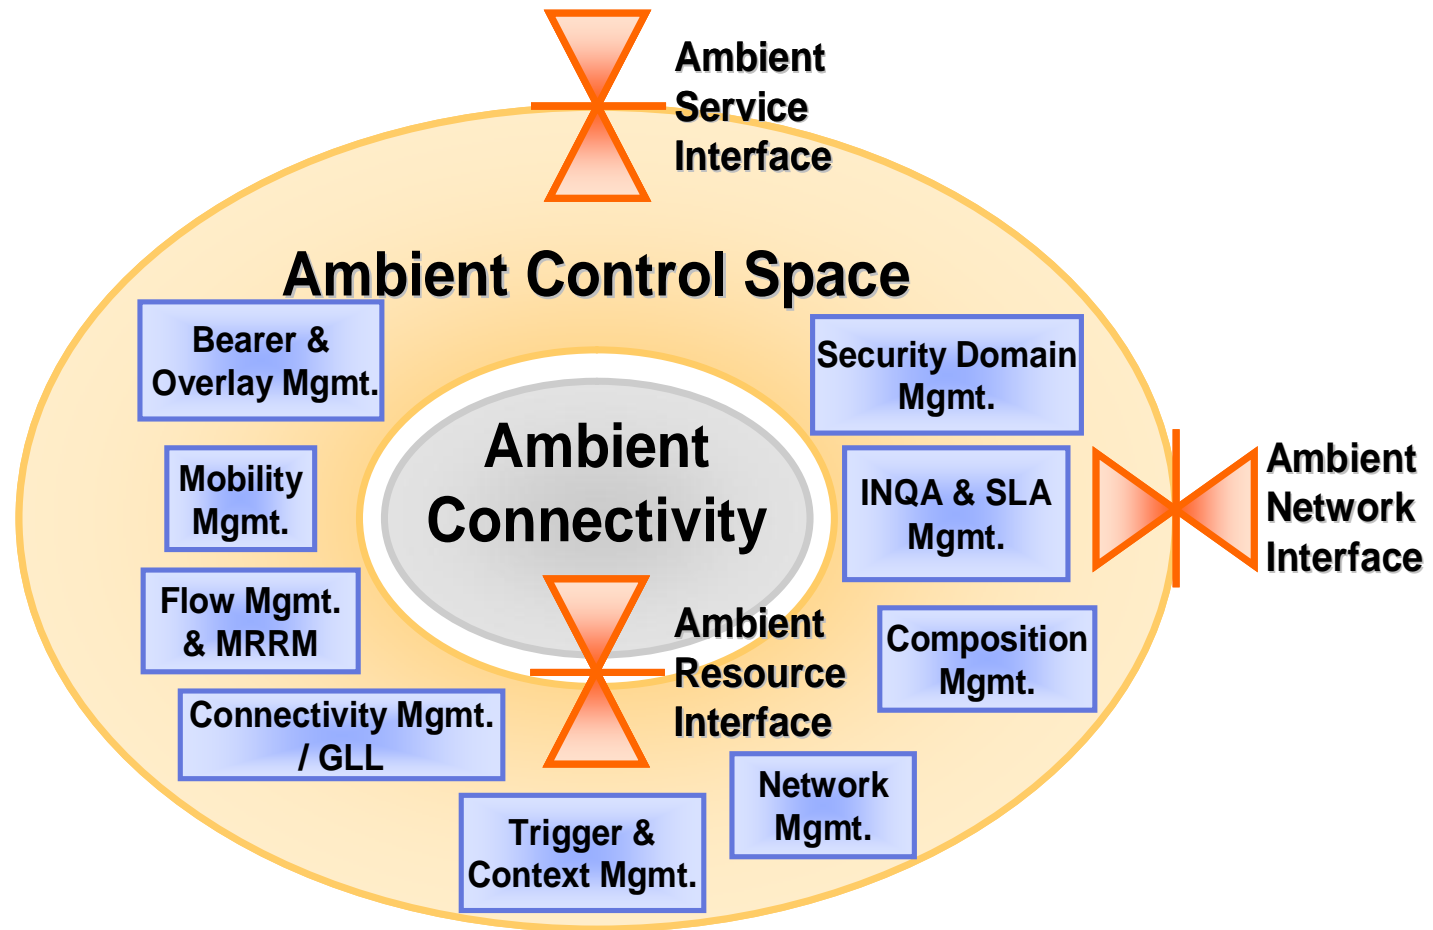 Ambient
Service
Interface
Ambient Control Space
Bearer &
Overlay Mgmt.
Security Domain
Mgmt.
Ambient
Connectivity
Mobility
Mgmt.
INQA & SLA
Mgmt.
Ambient
Network
Interface
Flow Mgmt.
& MRRM
Ambient
Resource
Interface
Composition
Mgmt.
Connectivity Mgmt.
/ GLL
Network
Mgmt.
Trigger &
Context Mgmt.